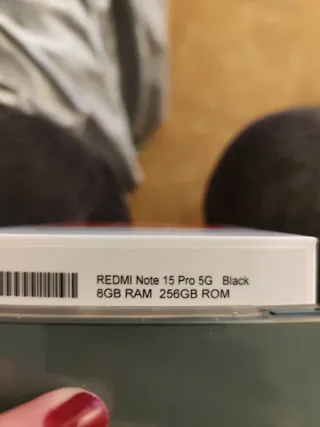 REDMI Note 15 Pro 5G Black
8GB RAM 256GB ROM